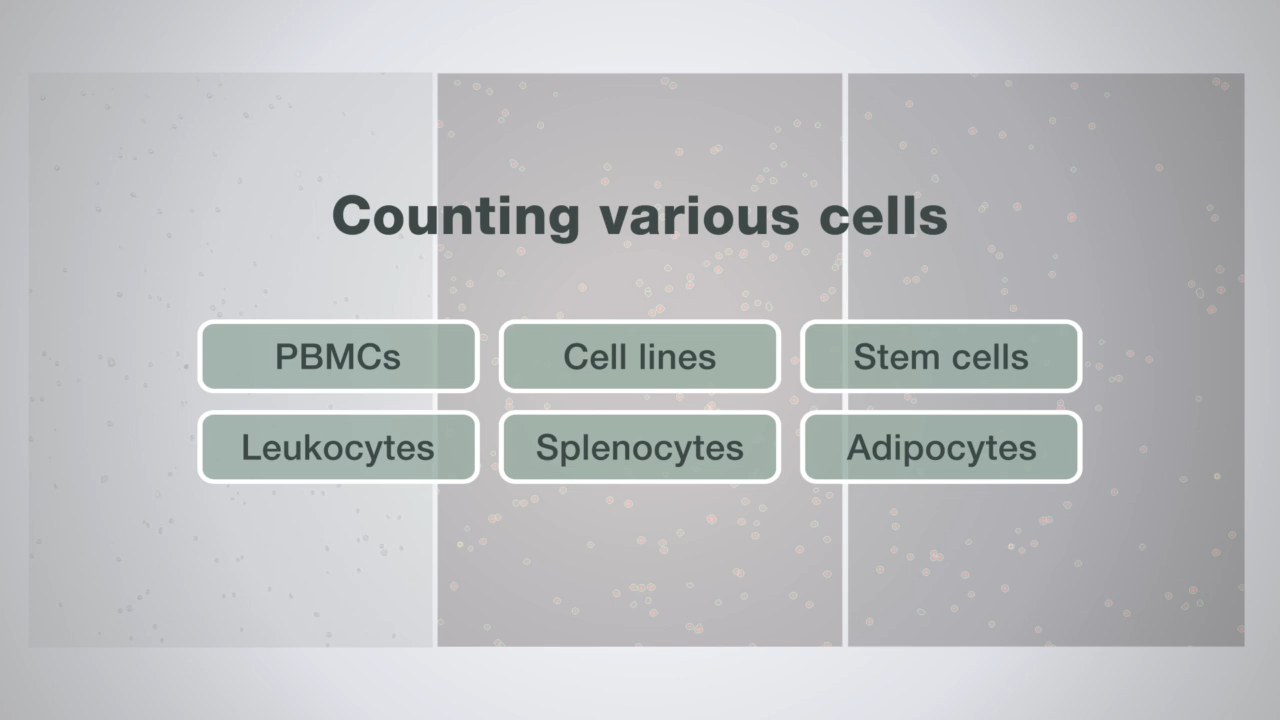 Counting various cells
PBMCs
Cell lines
Stem cells
Leukocytes
Splenocytes
Adipocytes